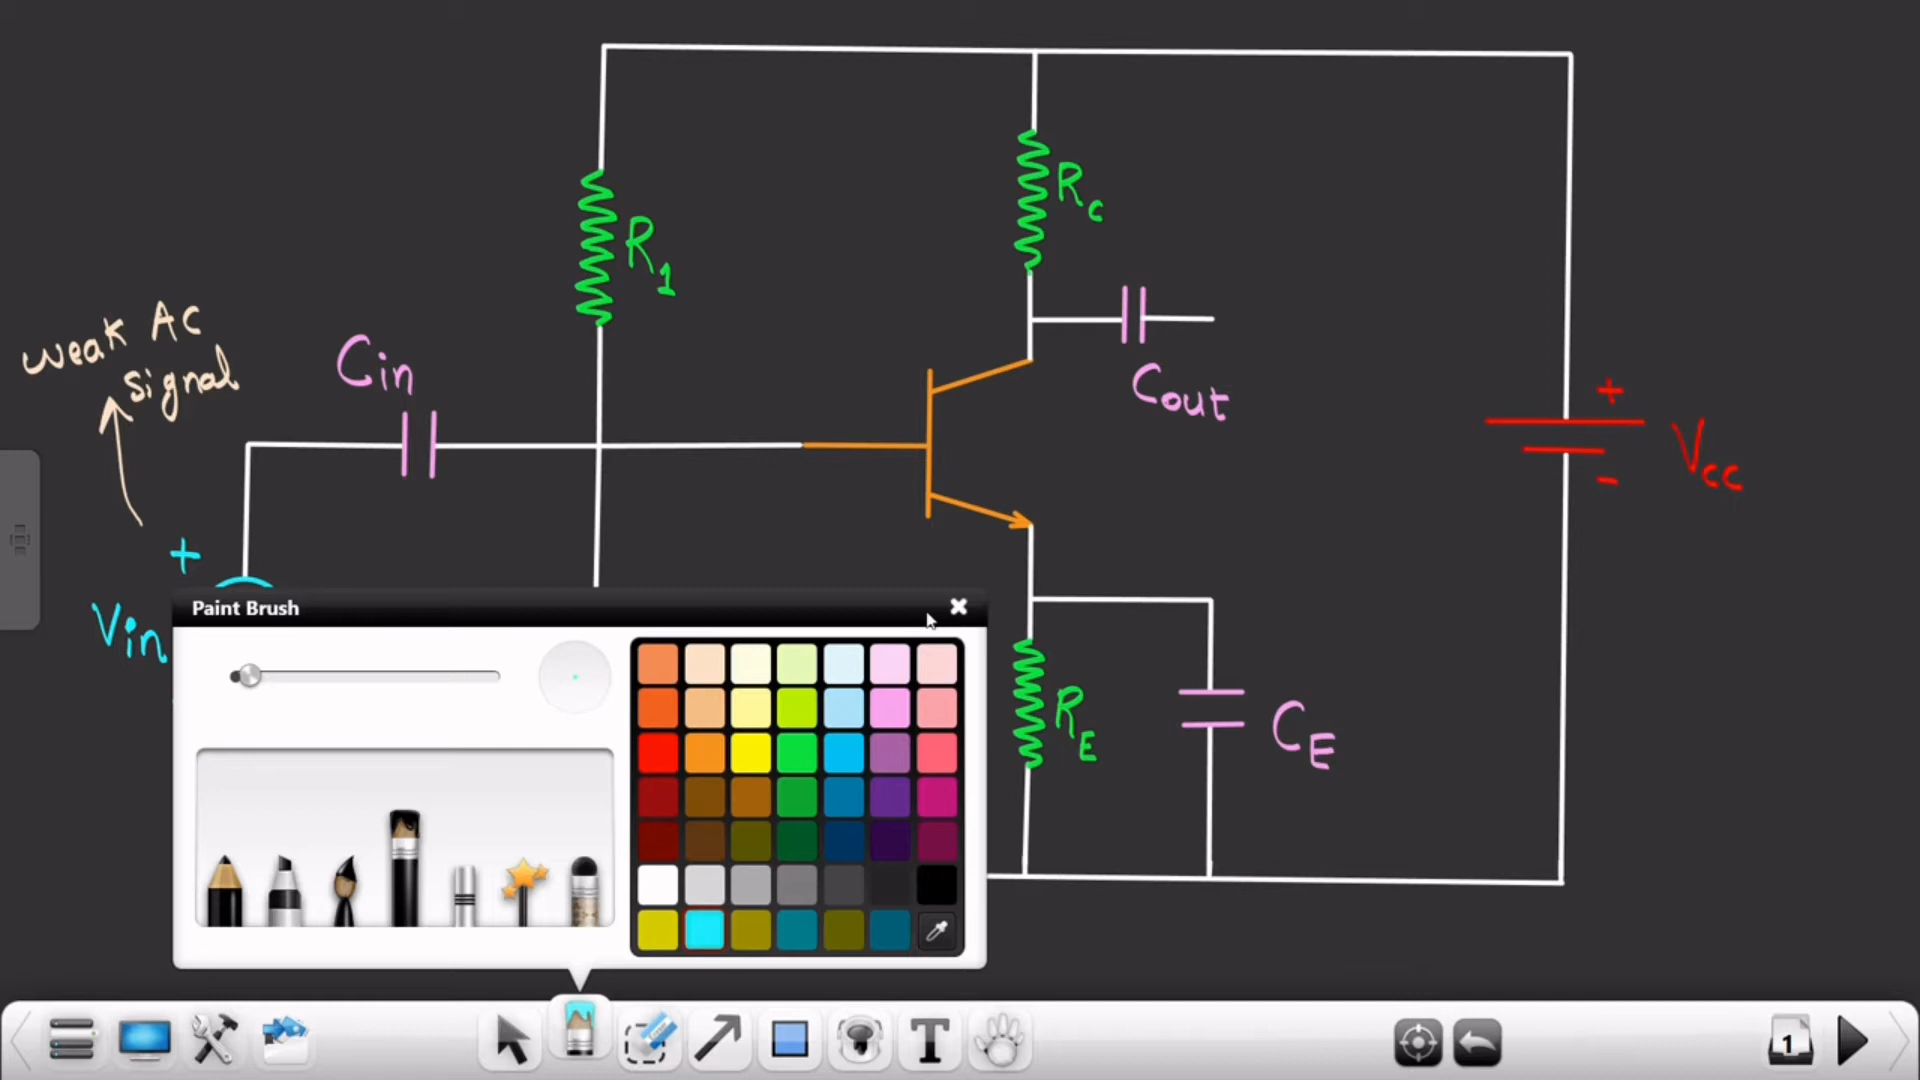 R1
RC
weak AC
signal
Cin
Cout
+
Vcc
-
+
Vin
Paint Brush
RE
CE
T
1